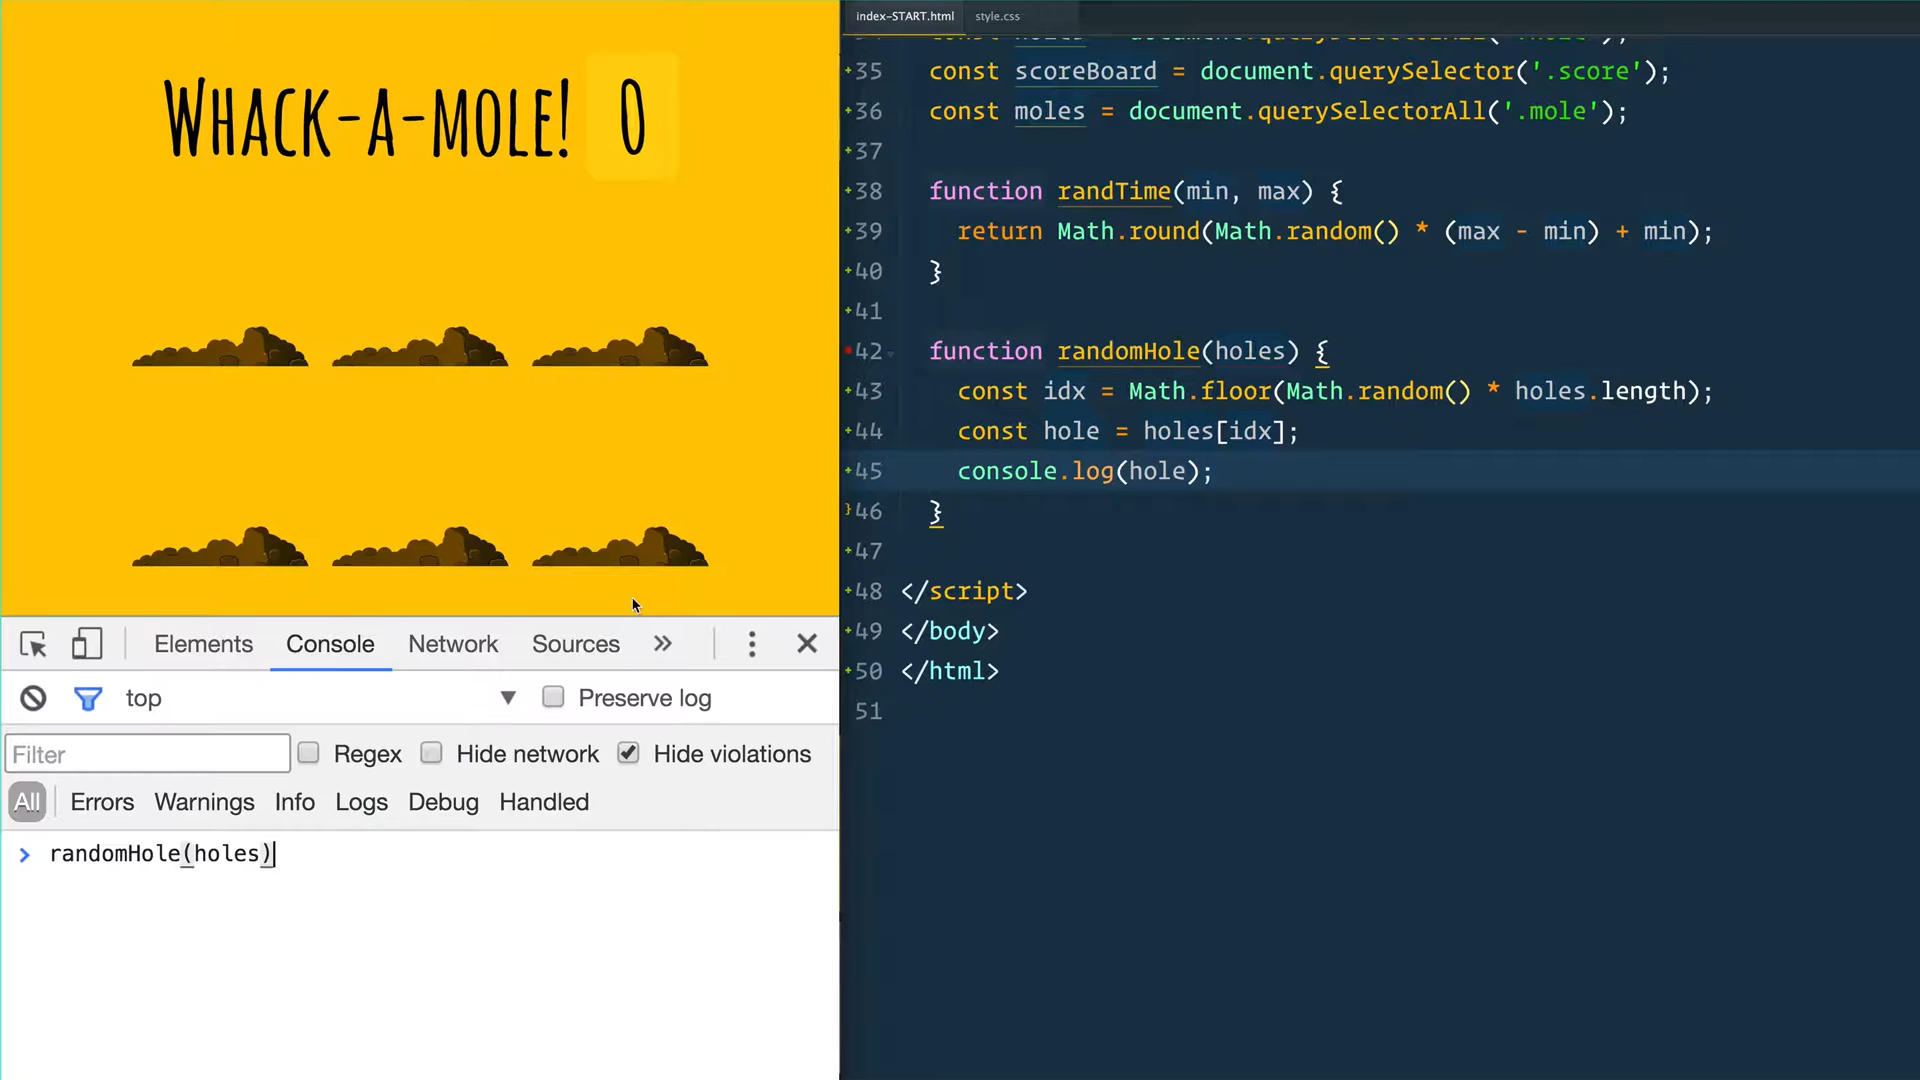 WHACK-A-MOLE! 0
Elements Console Network Sources »
top ▼ Preserve log
Filter Regex Hide network Hide violations
All Errors Warnings Info Logs Debug Handled
> randomHole(holes)
index-START.html style.css
35 const scoreBoard = document.querySelector('.score');
36 const moles = document.querySelectorAll('.mole');
37
38 function randTime(min, max) {
39 return Math.round(Math.random() * (max - min) + min);
40 }
41
42 function randomHole(holes) {
43 const idx = Math.floor(Math.random() * holes.length);
44 const hole = holes[idx];
45 console.log(hole);
46 }
47
48 </script>
49 </body>
50 </html>
51